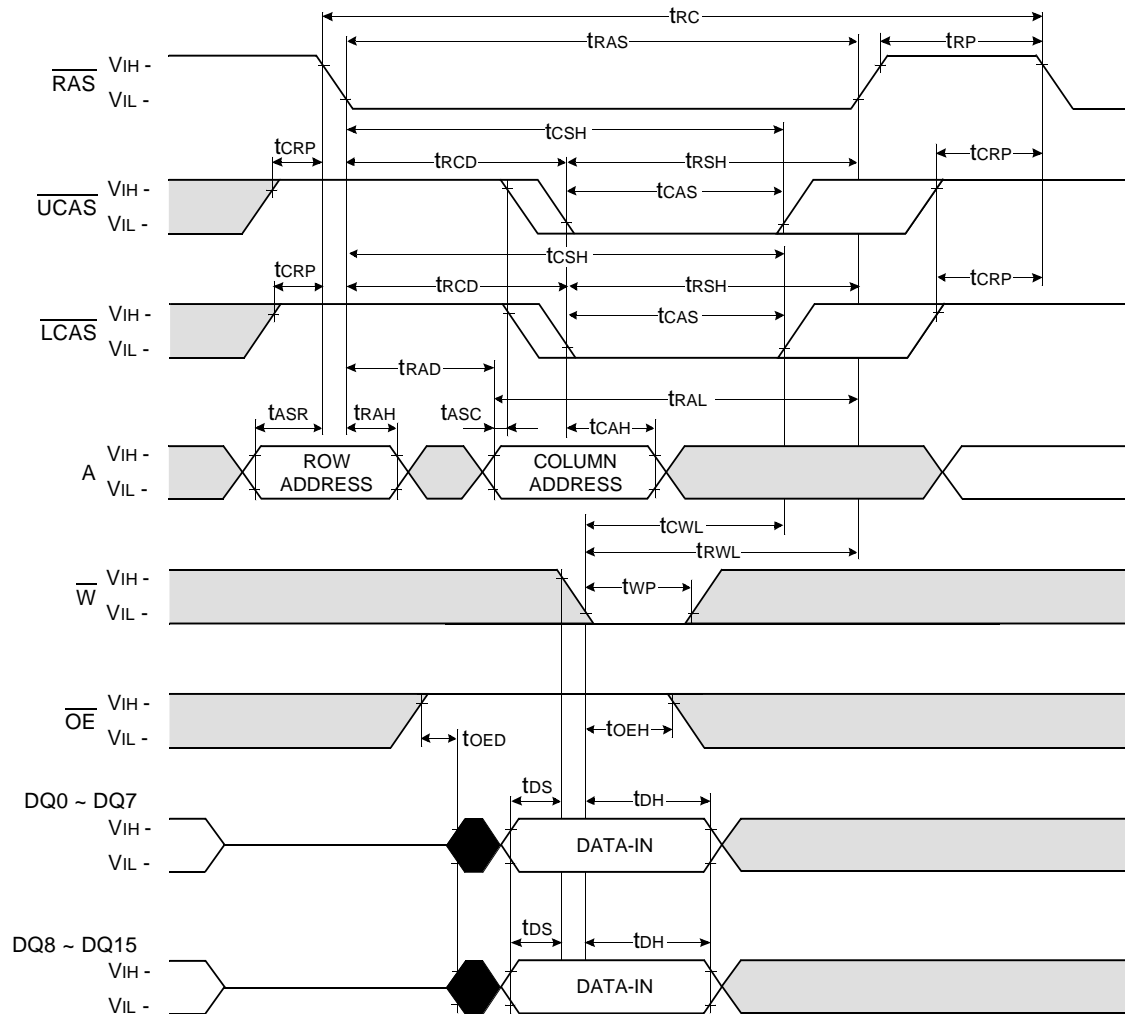 tRC
tRAS tRP
RAS VIH -
VIL -
tCSH
tCRP tRCD tRSH tCRP
UCAS VIH - tCAS
VIL -
tCSH
tCRP tRCD tRSH tCRP
LCAS VIH - tCAS
VIL -
tRAD
tRAL
tASR tRAH tASC tCAH
A VIH - ROW COLUMN
VIL - ADDRESS ADDRESS
tCWL
tRWL
W VIH - tWP
VIL -
OE VIH -
VIL - tOED tOEH
DQ0 ~ DQ7 tDS tDH
VIH - DATA-IN
VIL -
DQ8 ~ DQ15 tDS tDH
VIH - DATA-IN
VIL -